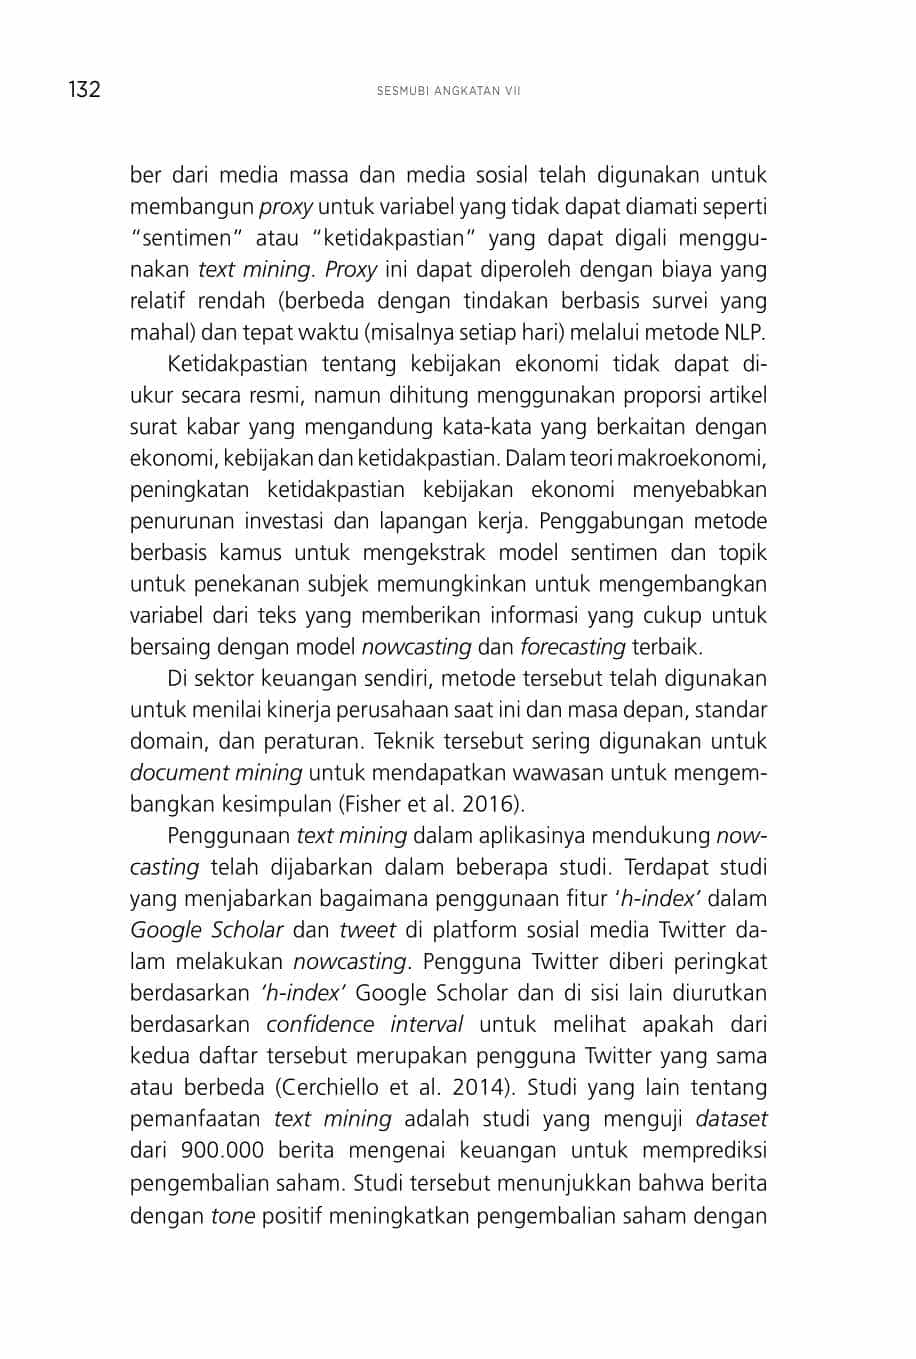 132
SESMUBI ANGKATAN VII
ber dari media massa dan media sosial telah digunakan untuk
membangun proxy untuk variabel yang tidak dapat diamati seperti
“sentimen” atau “ketidakpastian” yang dapat digali menggu-
nakan text mining. Proxy ini dapat diperoleh dengan biaya yang
relatif rendah (berbeda dengan tindakan berbasis survei yang
mahal) dan tepat waktu (misalnya setiap hari) melalui metode NLP.
Ketidakpastian tentang kebijakan ekonomi tidak dapat di-
ukur secara resmi, namun dihitung menggunakan proporsi artikel
surat kabar yang mengandung kata-kata yang berkaitan dengan
ekonomi, kebijakan dan ketidakpastian. Dalam teori makroekonomi,
peningkatan ketidakpastian kebijakan ekonomi menyebabkan
penurunan investasi dan lapangan kerja. Penggabungan metode
berbasis kamus untuk mengekstrak model sentimen dan topik
untuk penekanan subjek memungkinkan untuk mengembangkan
variabel dari teks yang memberikan informasi yang cukup untuk
bersaing dengan model nowcasting dan forecasting terbaik.
Di sektor keuangan sendiri, metode tersebut telah digunakan
untuk menilai kinerja perusahaan saat ini dan masa depan, standar
domain, dan peraturan. Teknik tersebut sering digunakan untuk
document mining untuk mendapatkan wawasan untuk mengem-
bangkan kesimpulan (Fisher et al. 2016).
Penggunaan text mining dalam aplikasinya mendukung now-
casting telah dijabarkan dalam beberapa studi. Terdapat studi
yang menjabarkan bagaimana penggunaan fitur ‘h-index’ dalam
Google Scholar dan tweet di platform sosial media Twitter da-
lam melakukan nowcasting. Pengguna Twitter diberi peringkat
berdasarkan ‘h-index’ Google Scholar dan di sisi lain diurutkan
berdasarkan confidence interval untuk melihat apakah dari
kedua daftar tersebut merupakan pengguna Twitter yang sama
atau berbeda (Cerchiello et al. 2014). Studi yang lain tentang
pemanfaatan text mining adalah studi yang menguji dataset
dari 900.000 berita mengenai keuangan untuk memprediksi
pengembalian saham. Studi tersebut menunjukkan bahwa berita
dengan tone positif meningkatkan pengembalian saham dengan